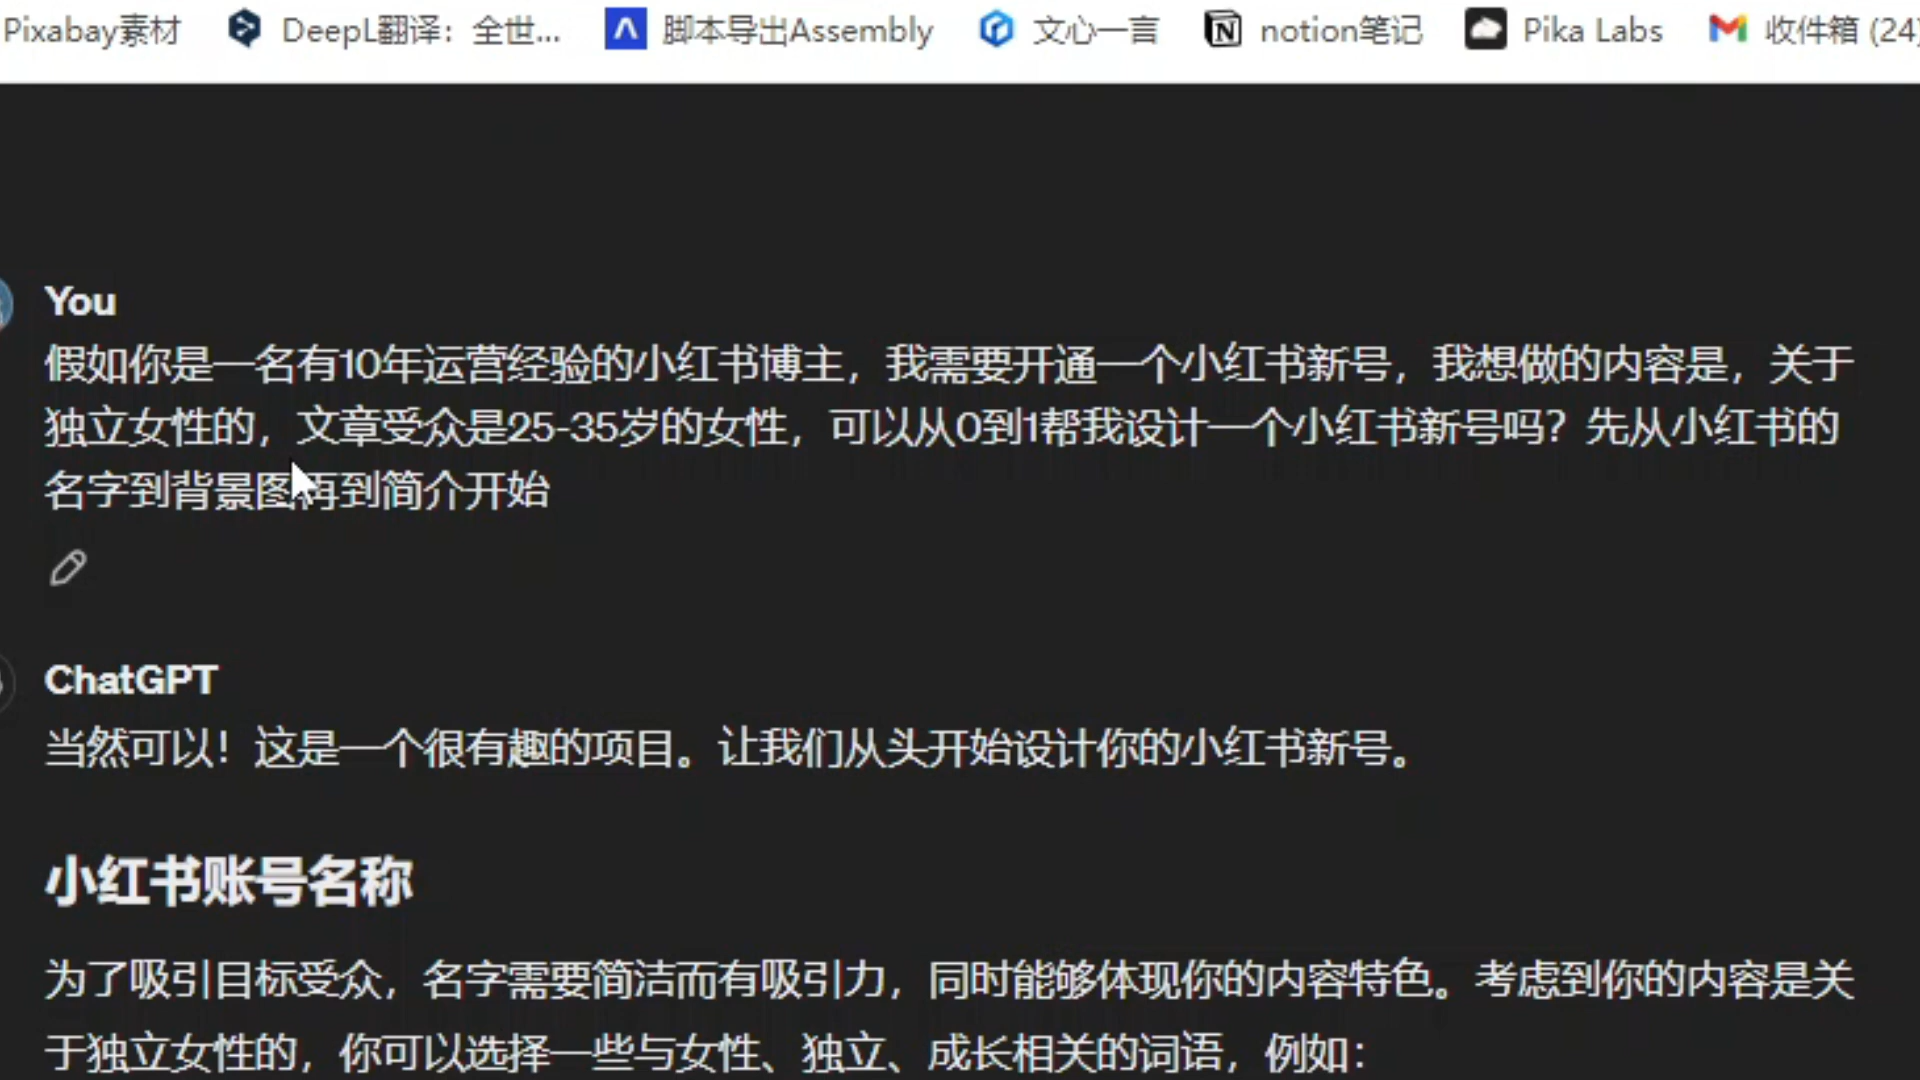 Pixabay素材 DeepL翻译：全世... 脚本导出Assembly 文心一言 notion笔记 Pika Labs 收件箱 (24)
You
假如你是一名有10年运营经验的小红书博主，我需要开通一个小红书新号，我想做的内容是，关于
独立女性的，文章受众是25-35岁的女性，可以从0到1帮我设计一个小红书新号吗？先从小红书的
名字到背景图再到简介开始
ChatGPT
当然可以！这是一个很有趣的项目。让我们从头开始设计你的小红书新号。
小红书账号名称
为了吸引目标受众，名字需要简洁而有吸引力，同时能够体现你的内容特色。考虑到你的内容是关
于独立女性的，你可以选择一些与女性、独立、成长相关的词语，例如：